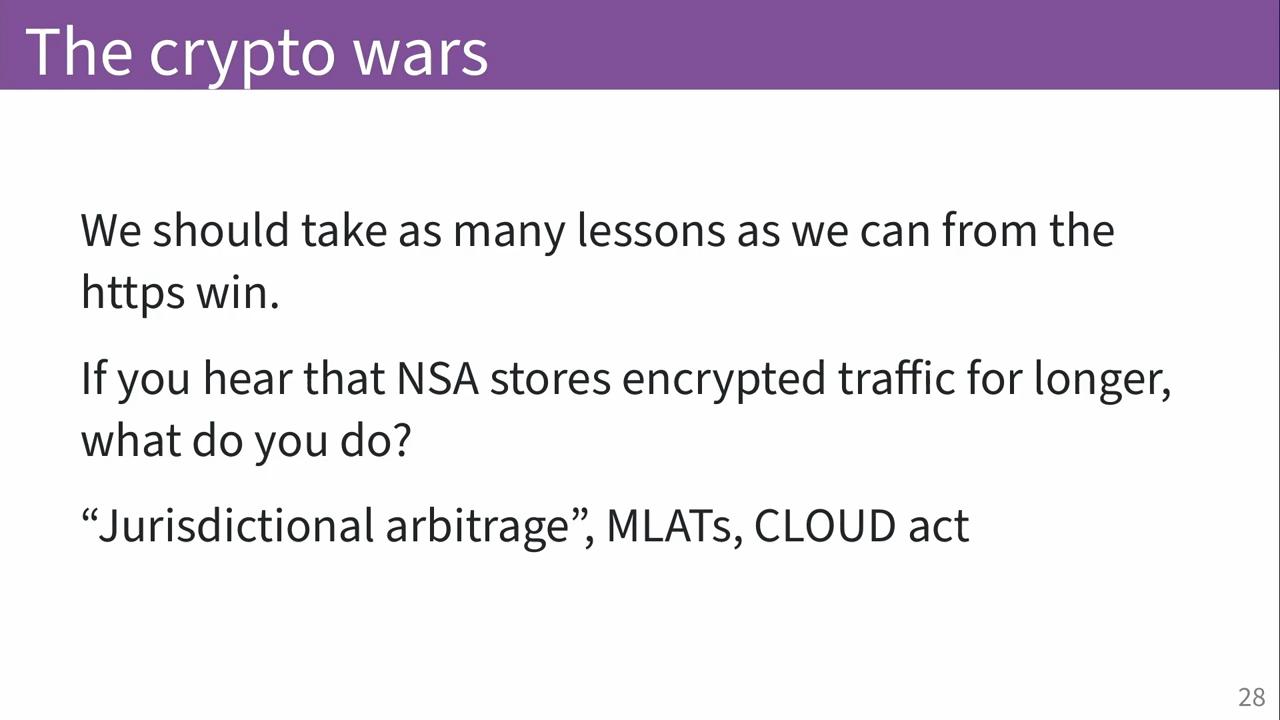 The crypto wars
We should take as many lessons as we can from the
https win.
If you hear that NSA stores encrypted traffic for longer,
what do you do?
“Jurisdictional arbitrage”, MLATs, CLOUD act
28